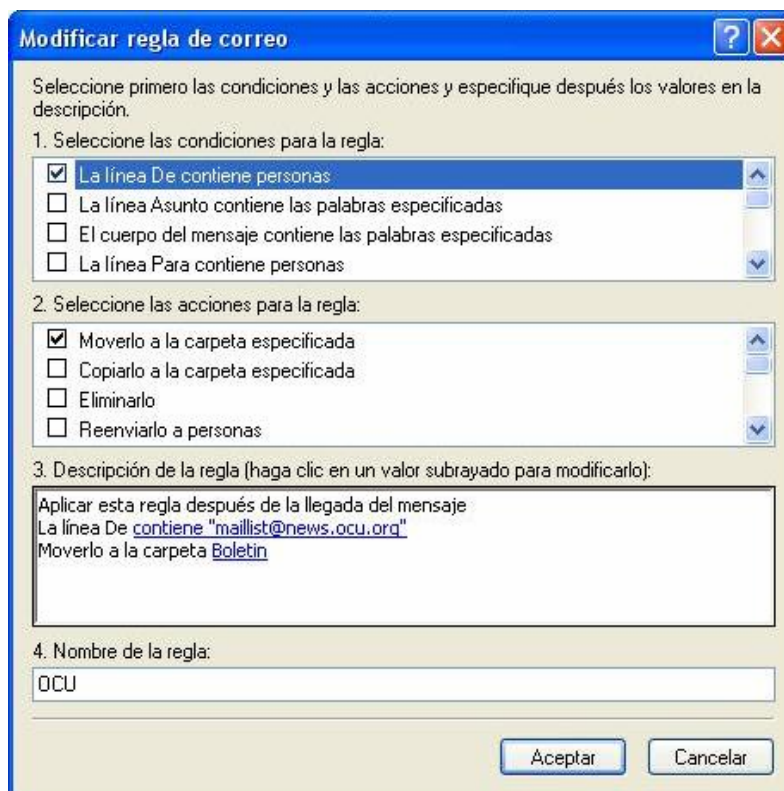 Modificar regla de correo
Seleccione primero las condiciones y las acciones y especifique después los valores en la
descripción.
1. Seleccione las condiciones para la regla:
La línea De contiene personas
La línea Asunto contiene las palabras especificadas
El cuerpo del mensaje contiene las palabras especificadas
La línea Para contiene personas
2. Seleccione las acciones para la regla:
Moverlo a la carpeta especificada
Copiarlo a la carpeta especificada
Eliminarlo
Reenviarlo a personas
3. Descripción de la regla (haga clic en un valor subrayado para modificarlo):
Aplicar esta regla después de la llegada del mensaje
La línea De contiene "maillist@news.ocu.org"
Moverlo a la carpeta Boletin
4. Nombre de la regla:
OCU
Aceptar Cancelar